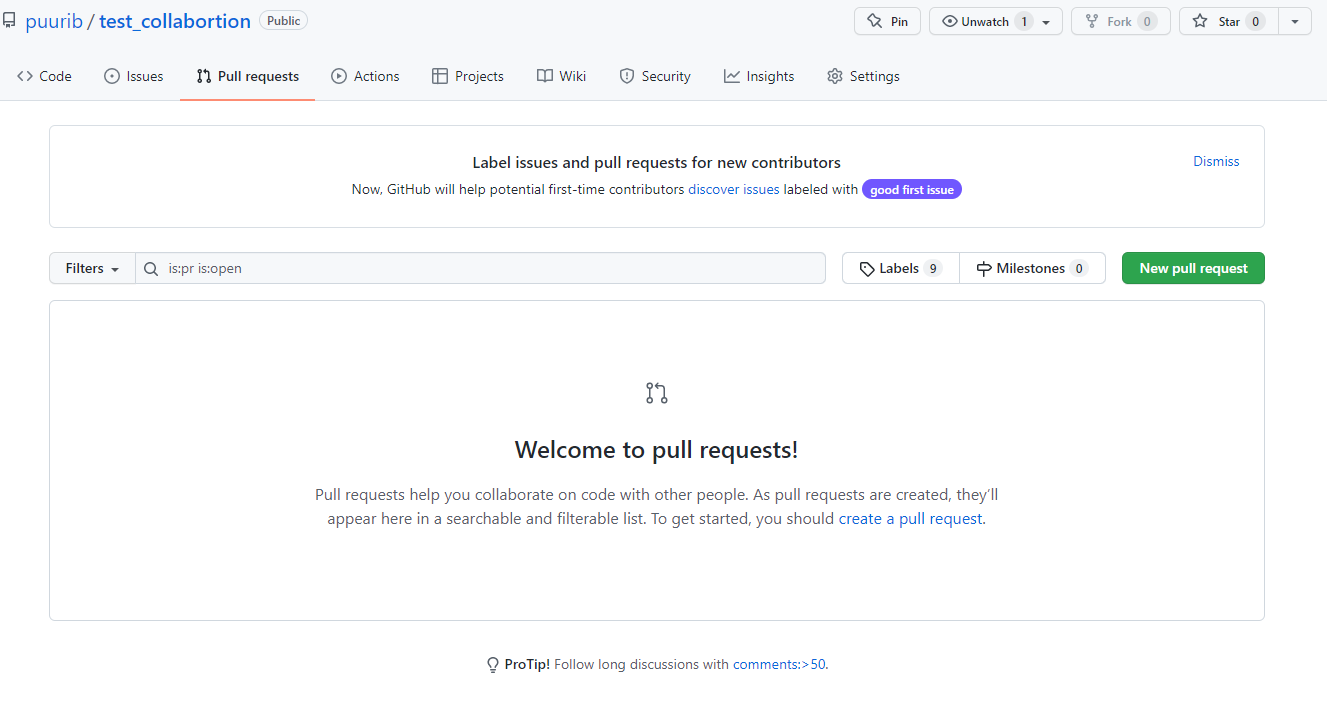 puurib / test_collabortion Public Pin Unwatch 1 Fork 0 Star 0
Code Issues Pull requests Actions Projects Wiki Security Insights Settings
Label issues and pull requests for new contributors Dismiss
Now, GitHub will help potential first-time contributors discover issues labeled with good first issue
Filters is:pr is:open Labels 9 Milestones 0 New pull request
Welcome to pull requests!
Pull requests help you collaborate on code with other people. As pull requests are created, they’ll
appear here in a searchable and filterable list. To get started, you should create a pull request.
ProTip! Follow long discussions with comments:>50.